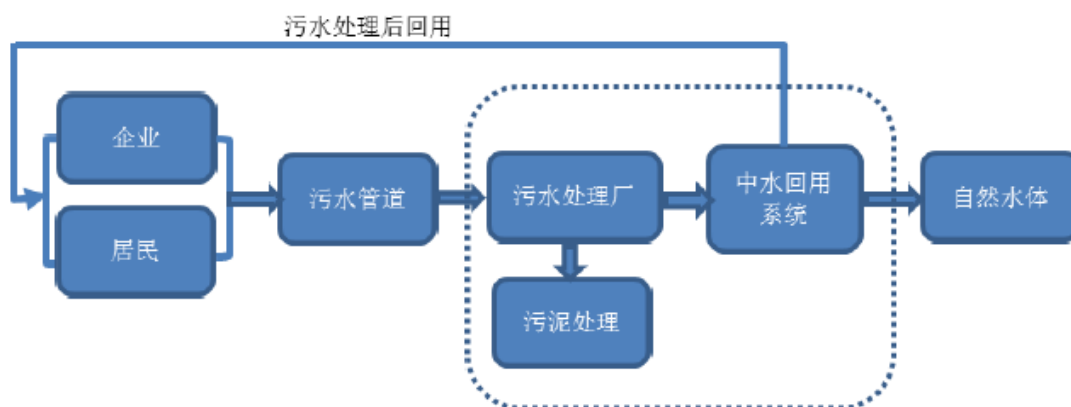 污水处理后回用
企业
居民
污水管道
污水处理厂
污泥处理
中水回用
系统
自然水体